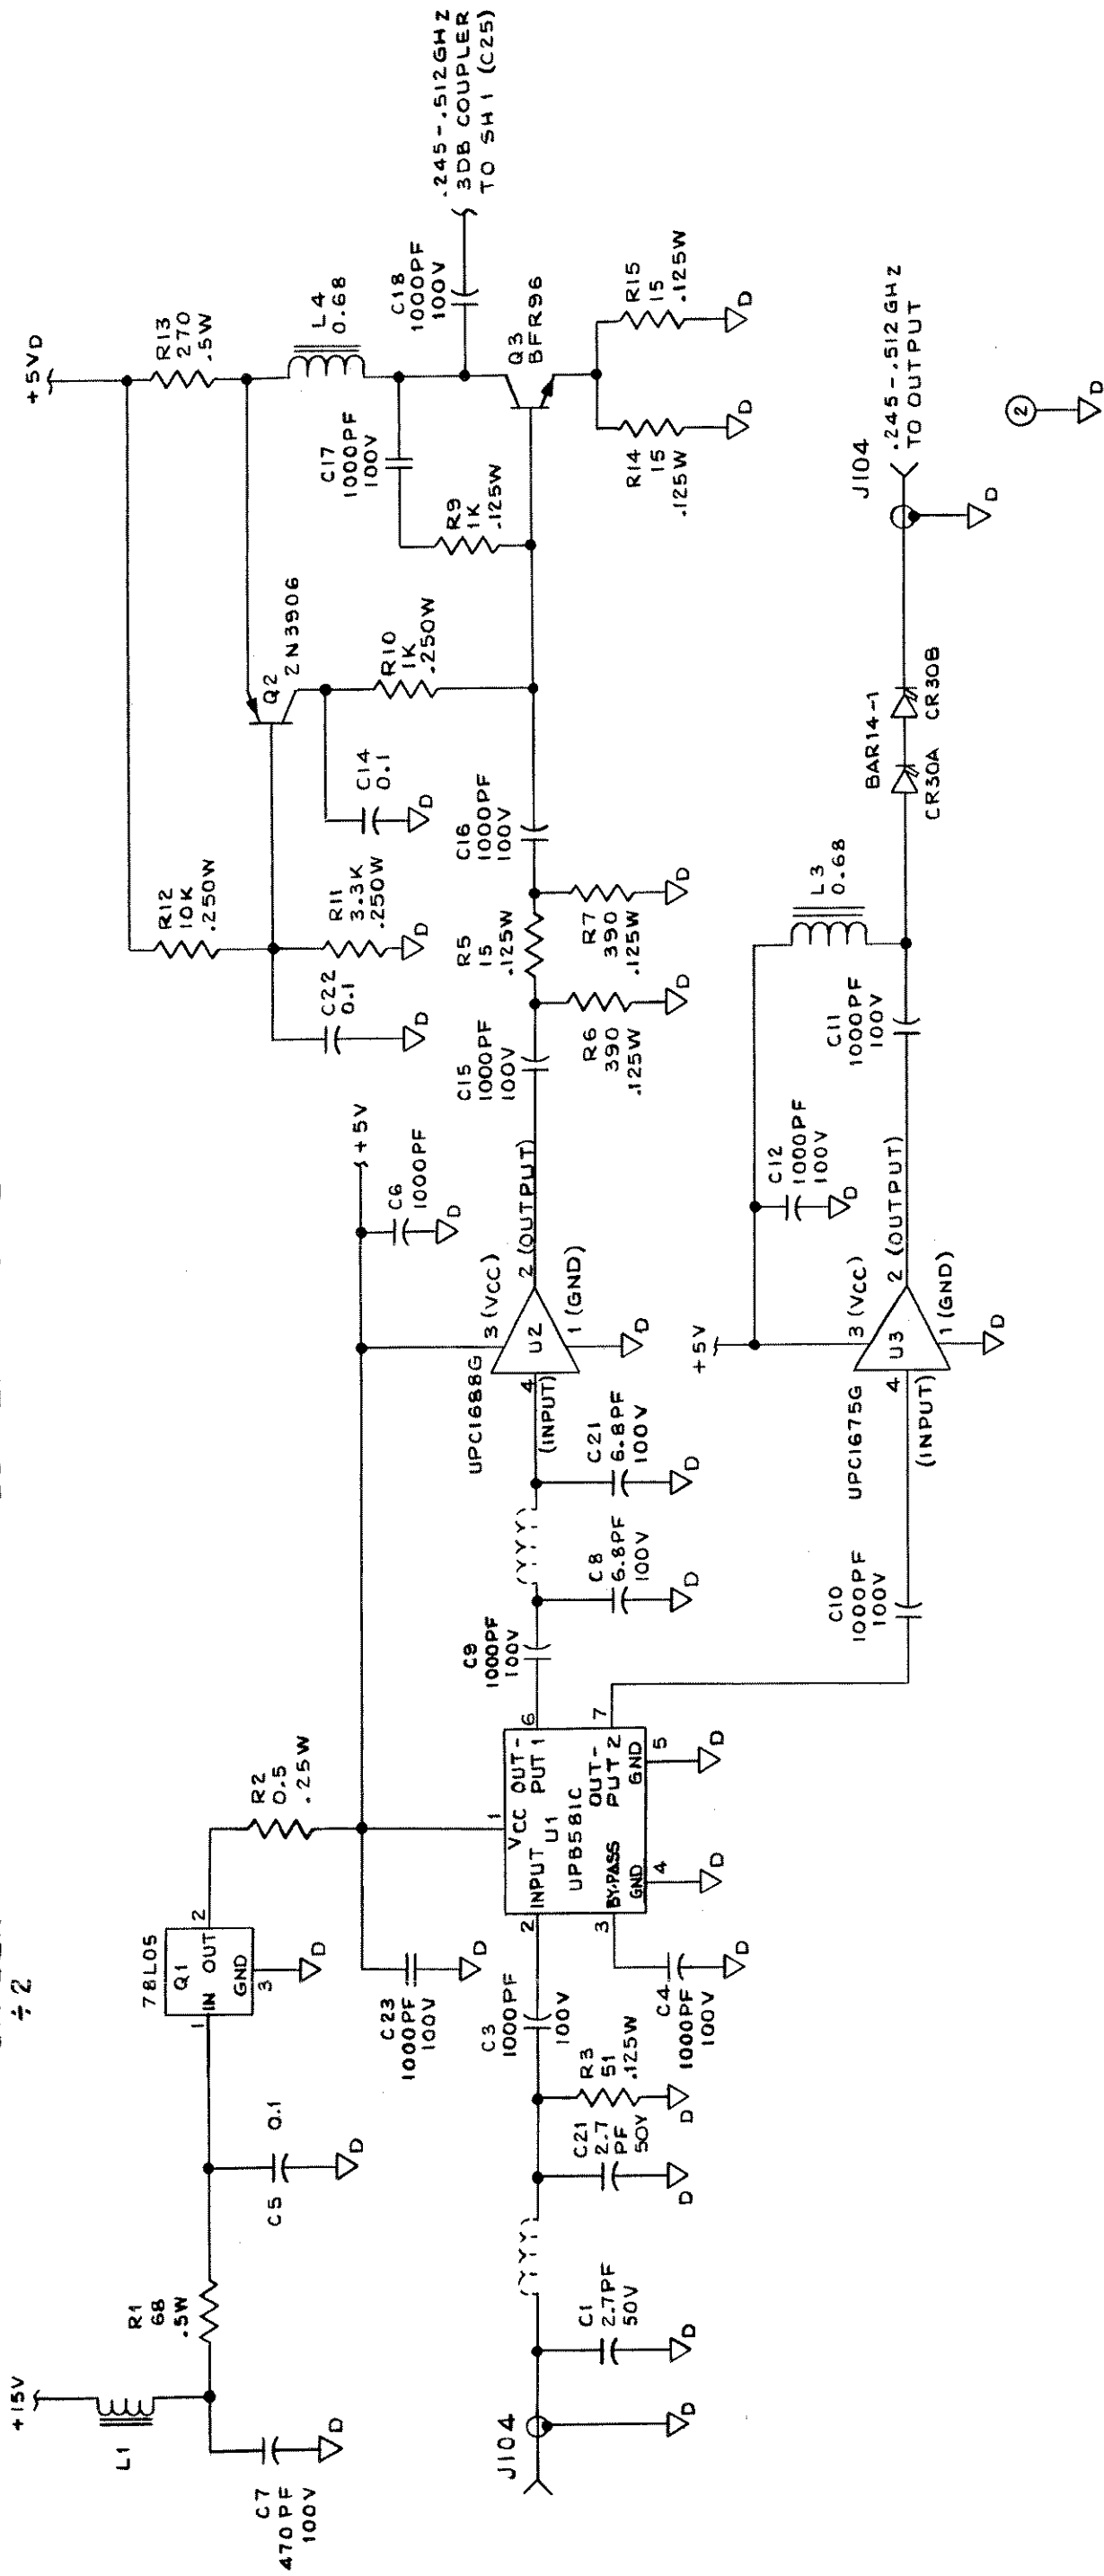 ÷2
+15V
L1
C7
470PF
100V
D
R1
68
.5W
C5
0.1
D
78L05
Q1
IN
OUT
GND
1
2
3
D
R2
0.5
.25W
C23
1000PF
100V
D
+5V
C6
1000PF
D
J104
D
C1
2.7PF
50V
D
C21
2.7
PF
50V
D
R3
51
.125W
D
C3
1000PF
100V
C4
1000PF
100V
D
1
VCC
OUT-
PUT 1
6
2
INPUT
U1
UPB581C
OUT-
PUT 2
7
3
BY-PASS
GND
4
D
GND
5
D
C9
1000PF
100V
C8
6.8PF
100V
D
C21
6.8PF
100V
D
UPC1688G
3 (VCC)
4
(INPUT)
U2
2 (OUTPUT)
1 (GND)
D
C15
1000PF
100V
R6
390
.125W
D
R5
15
.125W
R7
390
.125W
D
C16
1000PF
100V
C22
0.1
D
R12
10K
.250W
R11
3.3K
.250W
D
Q2
2N3906
C14
0.1
D
R10
1K
.250W
R9
1K
.125W
C17
1000PF
100V
+5VD
R13
270
.5W
L4
0.68
C18
1000PF
100V
.245-.512GHZ
3DB COUPLER
TO SH 1 (C25)
Q3
BFR96
R14
15
.125W
D
R15
15
.125W
D
C10
1000PF
100V
+5V
UPC1675G
3 (VCC)
4
(INPUT)
U3
2 (OUTPUT)
1 (GND)
D
C12
1000PF
100V
D
C11
1000PF
100V
L3
0.68
BAR14-1
CR30A
CR30B
J104
.245-.512 GHZ
TO OUTPUT
D
2
D